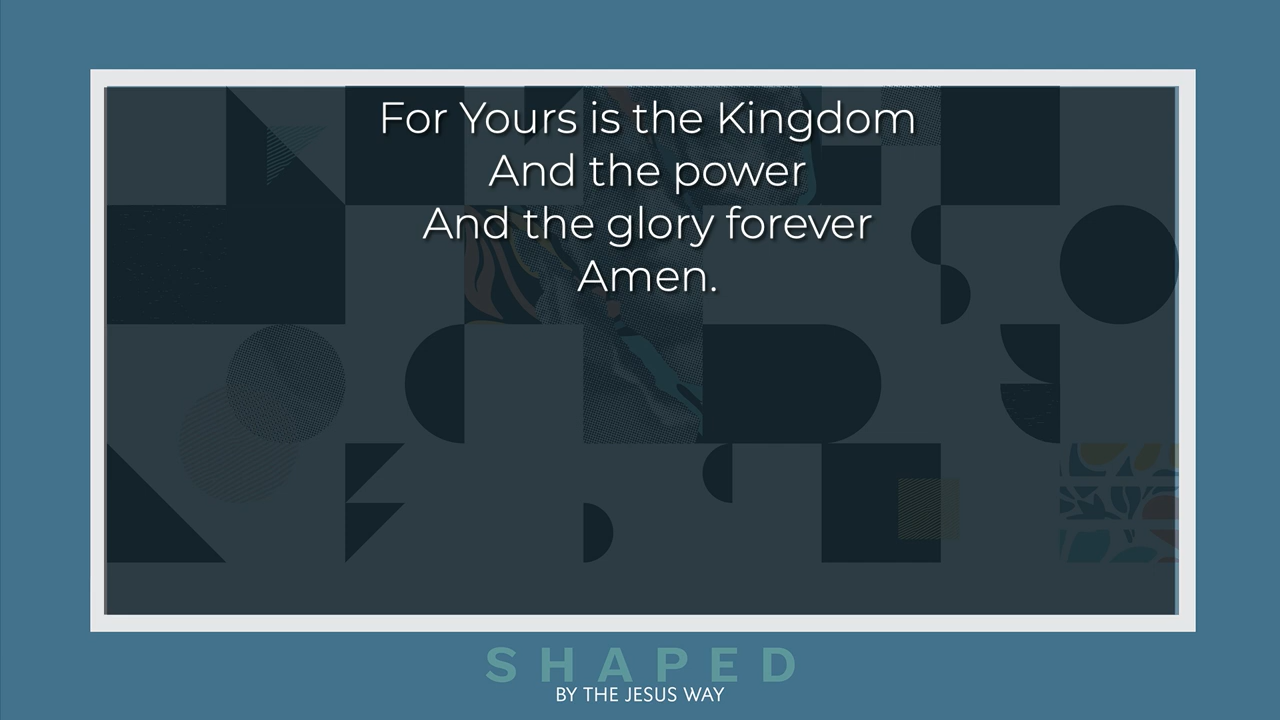 For Yours is the Kingdom
And the power
And the glory forever
Amen.
SHAPED
BY THE JESUS WAY